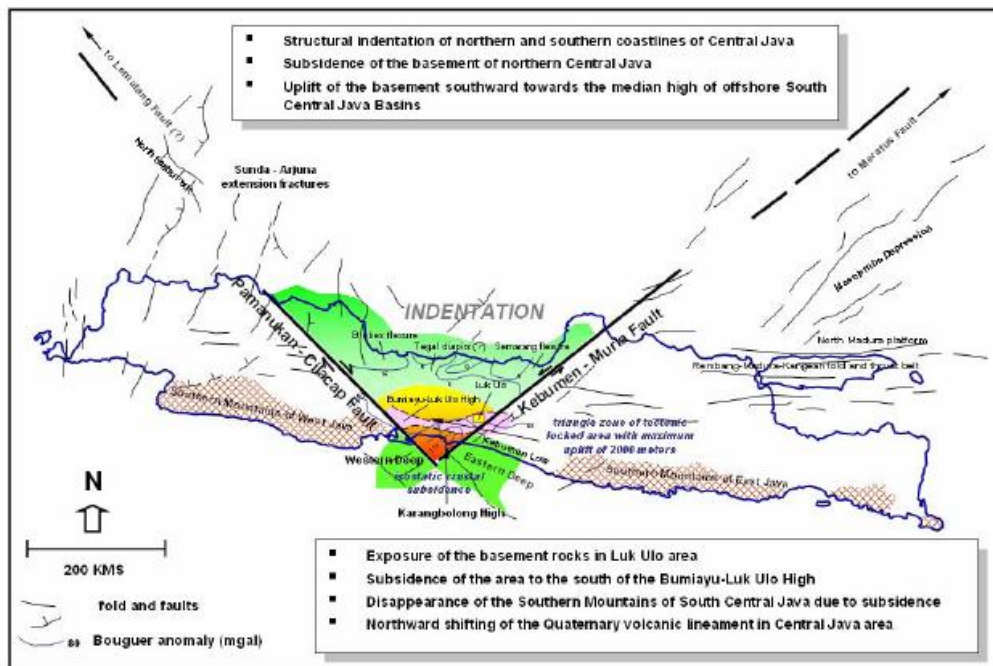 Structural indentation of northern and southern coastlines of Central Java
Subsidence of the basement of northern Central Java
Uplift of the basement southward towards the median high of offshore South
Central Java Basins
to Lematang Fault (?)
Sunda - Arjuna
extension fractures
to Meratus Fault
Masalembo Depression
INDENTATION
Pamanukan - Cilacap Fault
Kebumen - Muria Fault
Tegal diapirs (?)
Semarang flexure
North Madura platform
Rembang-Madura-Kangean fold and thrust belt
Luk Ulo
Bumiayu-Luk Ulo High
Southern Mountains of West Java
triangle zone of tectonic
locked area with maximum
uplift of 2000 meters
Kebumen Low
Western Deep
Eastern Deep
isostatic crustal
subsidence
Southern Mountains of East Java
Karangbolong High
N
200 KMS
fold and faults
80 Bouguer anomaly (mgal)
Exposure of the basement rocks in Luk Ulo area
Subsidence of the area to the south of the Bumiayu-Luk Ulo High
Disappearance of the Southern Mountains of South Central Java due to subsidence
Northward shifting of the Quaternary volcanic lineament in Central Java area